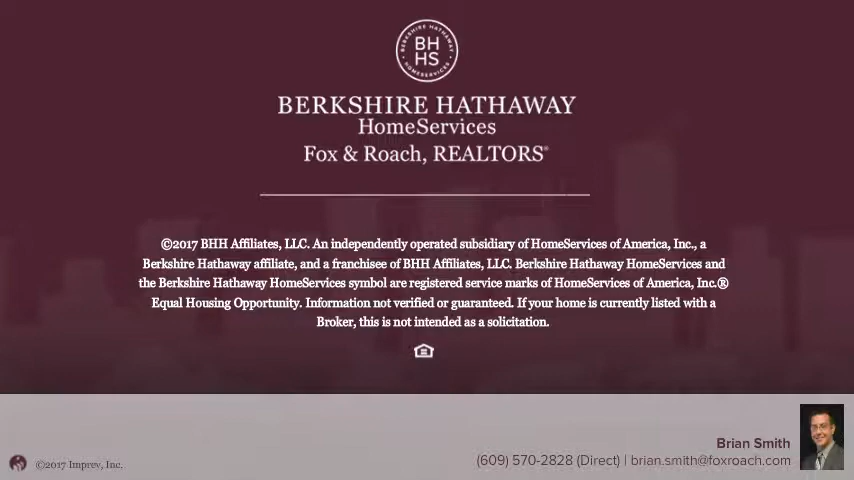 BERKSHIRE HATHAWAY
HOMESERVICES
BH
HS
BERKSHIRE HATHAWAY
HomeServices
Fox & Roach, REALTORS®
©2017 BHH Affiliates, LLC. An independently operated subsidiary of HomeServices of America, Inc., a
Berkshire Hathaway affiliate, and a franchisee of BHH Affiliates, LLC. Berkshire Hathaway HomeServices and
the Berkshire Hathaway HomeServices symbol are registered service marks of HomeServices of America, Inc.®
Equal Housing Opportunity. Information not verified or guaranteed. If your home is currently listed with a
Broker, this is not intended as a solicitation.
Brian Smith
(609) 570-2828 (Direct) | brian.smith@foxroach.com
©2017 Imprev, Inc.